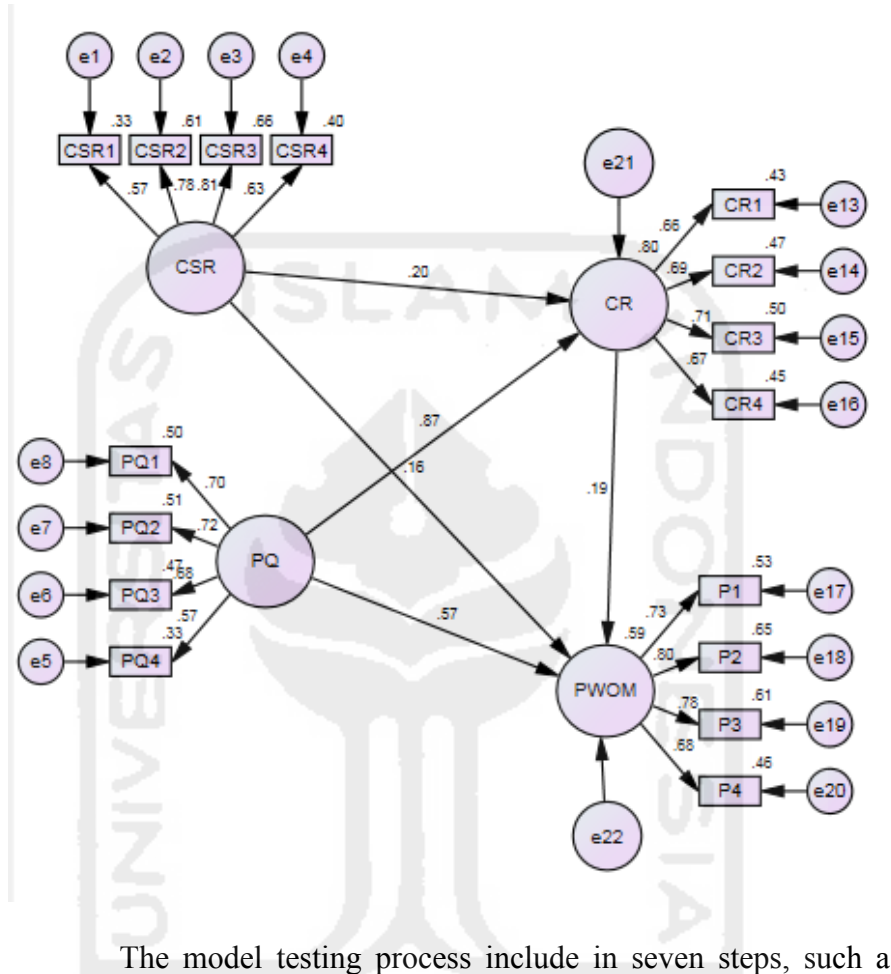 e1 e2 e3 e4
.33 .61 .66 .40
CSR1 CSR2 CSR3 CSR4
.57 .78 .81 .63
CSR
e21
.20
.80
CR
.66 .43
CR1 e13
.69 .47
CR2 e14
.71 .50
CR3 e15
.67 .45
CR4 e16
.87
.16
.19
.50
e8 PQ1 .70
.51
e7 PQ2 .72
.47
e6 PQ3 .68
.33
e5 PQ4 .57
PQ
.57
.59
PWOM
.73 .53
P1 e17
.80 .65
P2 e18
.78 .61
P3 e19
.68 .46
P4 e20
e22
UNIVERSITAS
ISLAM
INDONESIA
The model testing process include in seven steps, such a